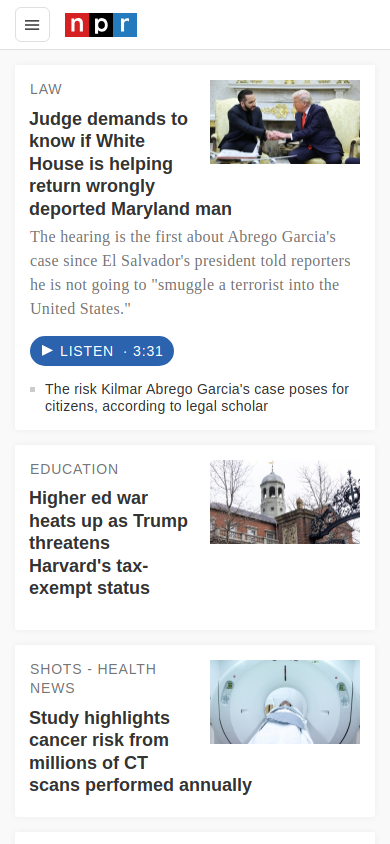 npr
LAW
Judge demands to
know if White
House is helping
return wrongly
deported Maryland man
The hearing is the first about Abrego Garcia's
case since El Salvador's president told reporters
he is not going to "smuggle a terrorist into the
United States."
LISTEN · 3:31
The risk Kilmar Abrego Garcia's case poses for
citizens, according to legal scholar
EDUCATION
Higher ed war
heats up as Trump
threatens
Harvard's tax-
exempt status
SHOTS - HEALTH
NEWS
Study highlights
cancer risk from
millions of CT
scans performed annually